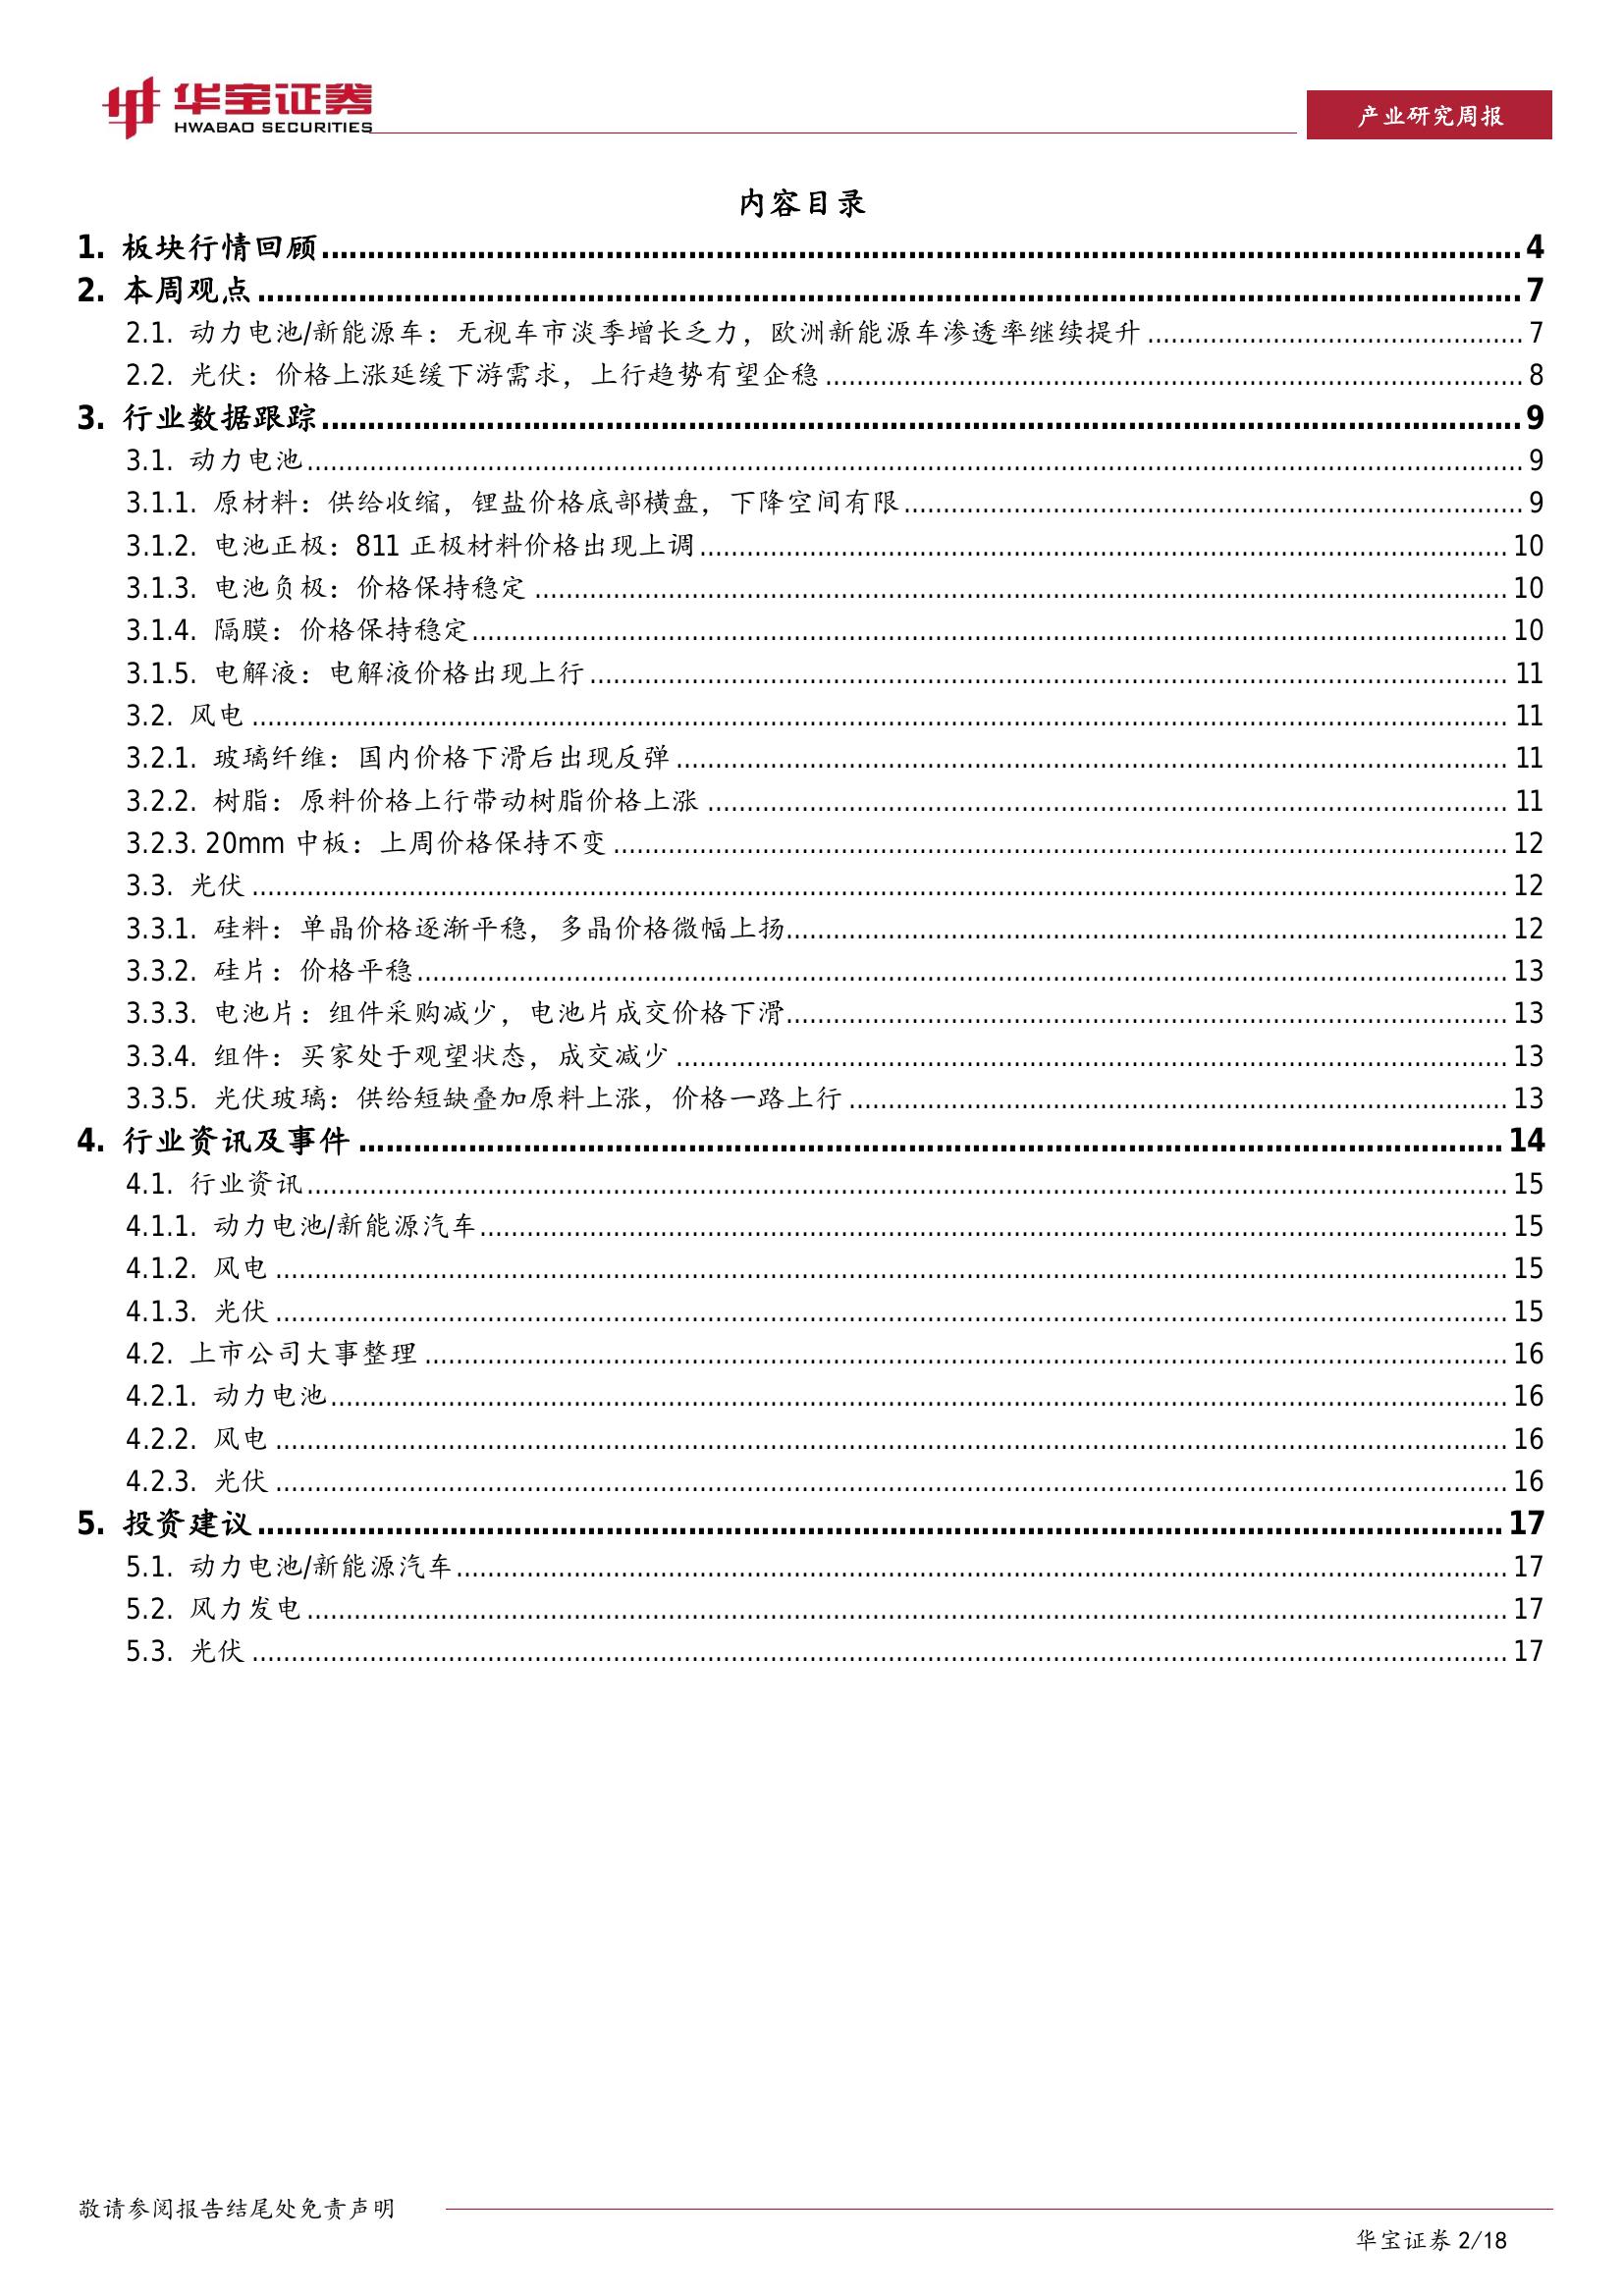 华宝证券
HWABAO SECURITIES
产业研究周报
内容目录
1. 板块行情回顾 4
2. 本周观点 7
2.1. 动力电池/新能源车：无视车市淡季增长乏力，欧洲新能源车渗透率继续提升 7
2.2. 光伏：价格上涨延缓下游需求，上行趋势有望企稳 8
3. 行业数据跟踪 9
3.1. 动力电池 9
3.1.1. 原材料：供给收缩，锂盐价格底部横盘，下降空间有限 9
3.1.2. 电池正极：811 正极材料价格出现上调 10
3.1.3. 电池负极：价格保持稳定 10
3.1.4. 隔膜：价格保持稳定 10
3.1.5. 电解液：电解液价格出现上行 11
3.2. 风电 11
3.2.1. 玻璃纤维：国内价格下滑后出现反弹 11
3.2.2. 树脂：原料价格上行带动树脂价格上涨 11
3.2.3. 20mm 中板：上周价格保持不变 12
3.3. 光伏 12
3.3.1. 硅料：单晶价格逐渐平稳，多晶价格微幅上扬 12
3.3.2. 硅片：价格平稳 13
3.3.3. 电池片：组件采购减少，电池片成交价格下滑 13
3.3.4. 组件：买家处于观望状态，成交减少 13
3.3.5. 光伏玻璃：供给短缺叠加原料上涨，价格一路上行 13
4. 行业资讯及事件 14
4.1. 行业资讯 15
4.1.1. 动力电池/新能源汽车 15
4.1.2. 风电 15
4.1.3. 光伏 15
4.2. 上市公司大事整理 16
4.2.1. 动力电池 16
4.2.2. 风电 16
4.2.3. 光伏 16
5. 投资建议 17
5.1. 动力电池/新能源汽车 17
5.2. 风力发电 17
5.3. 光伏 17
敬请参阅报告结尾处免责声明
华宝证券 2/18